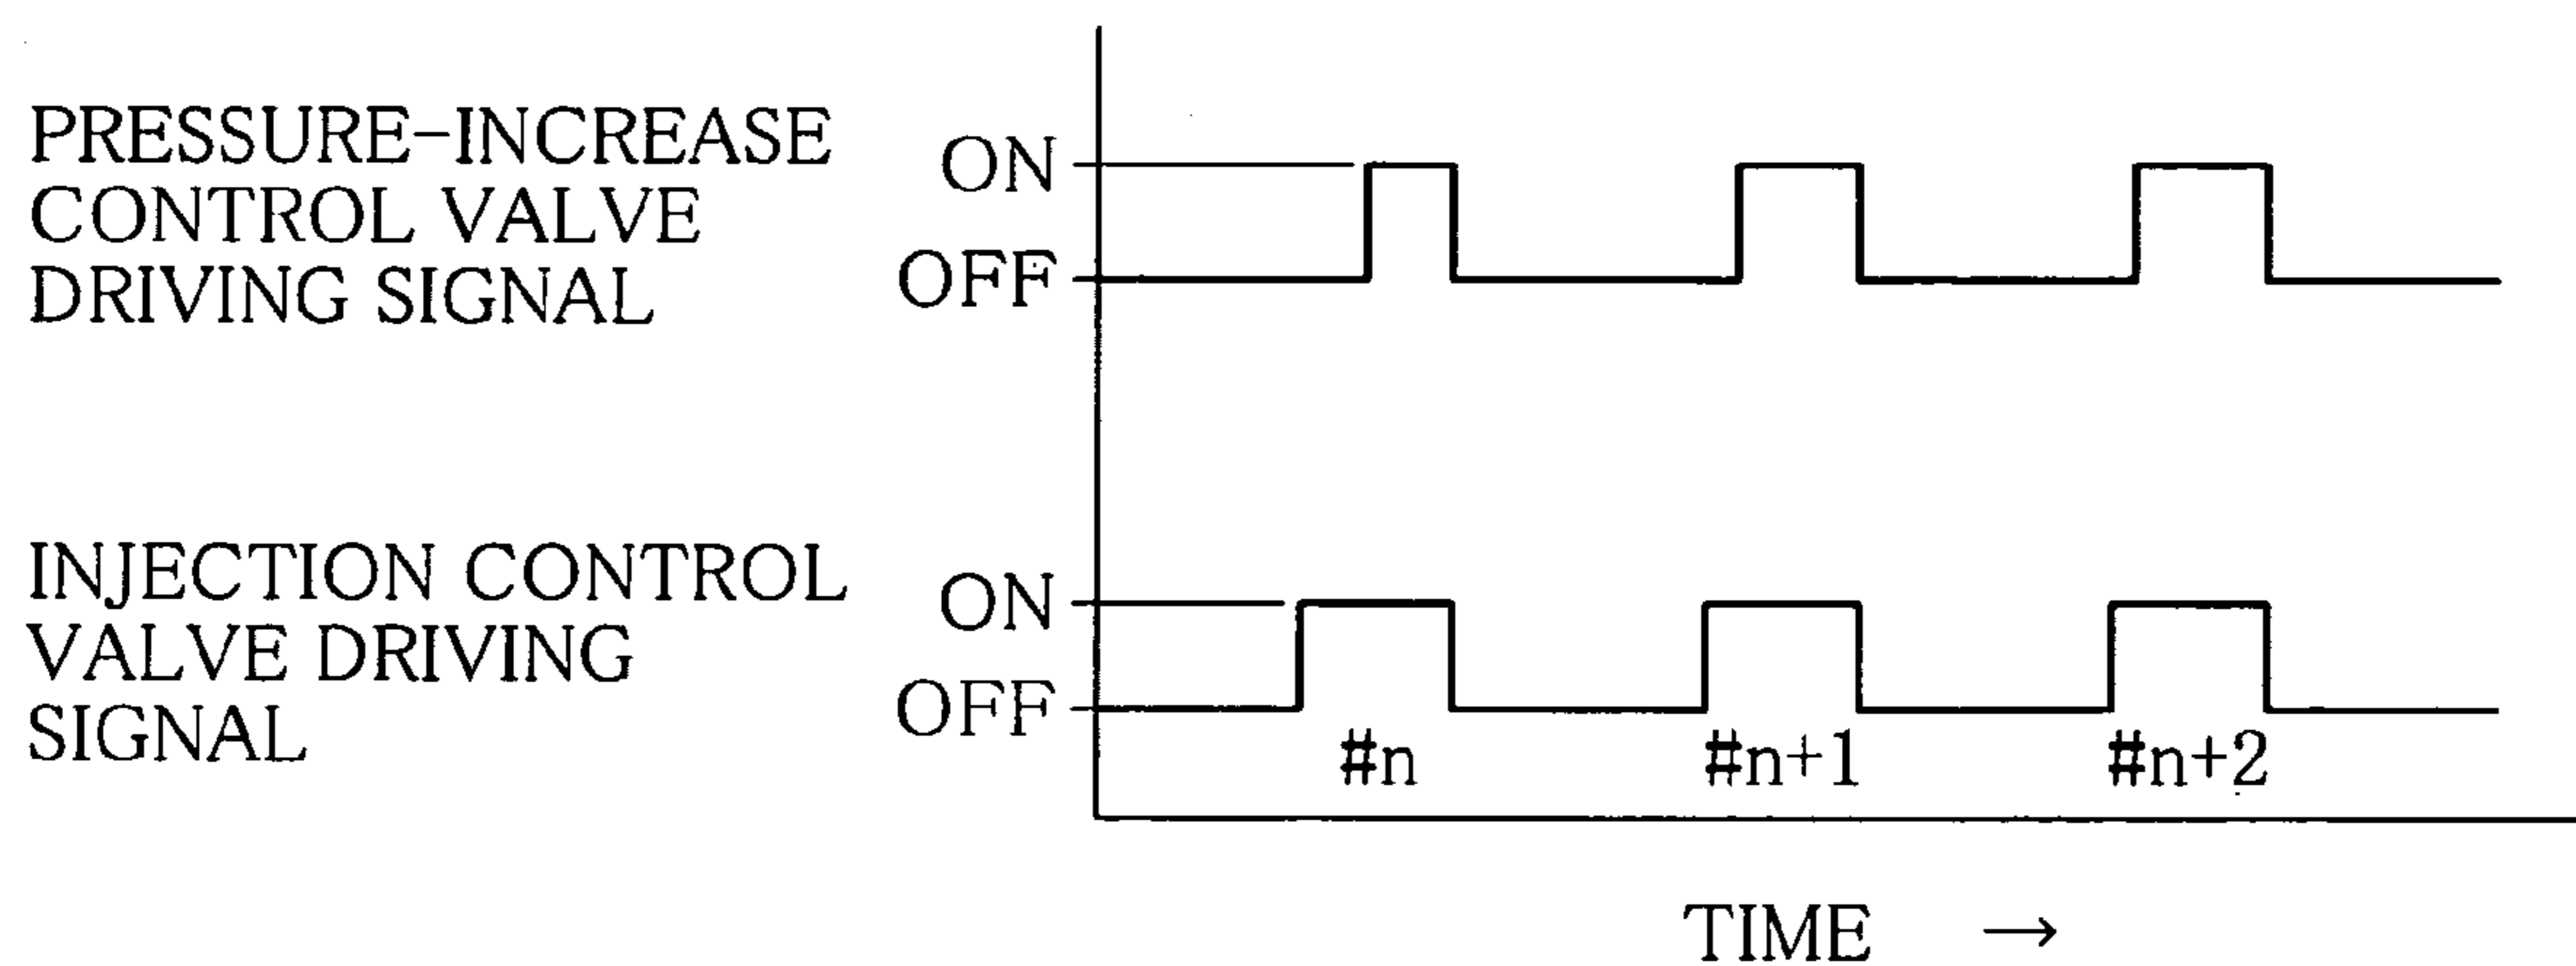 PRESSURE-INCREASE
CONTROL VALVE
DRIVING SIGNAL
ON
OFF
INJECTION CONTROL
VALVE DRIVING
SIGNAL
ON
OFF
#n
#n+1
#n+2
TIME →